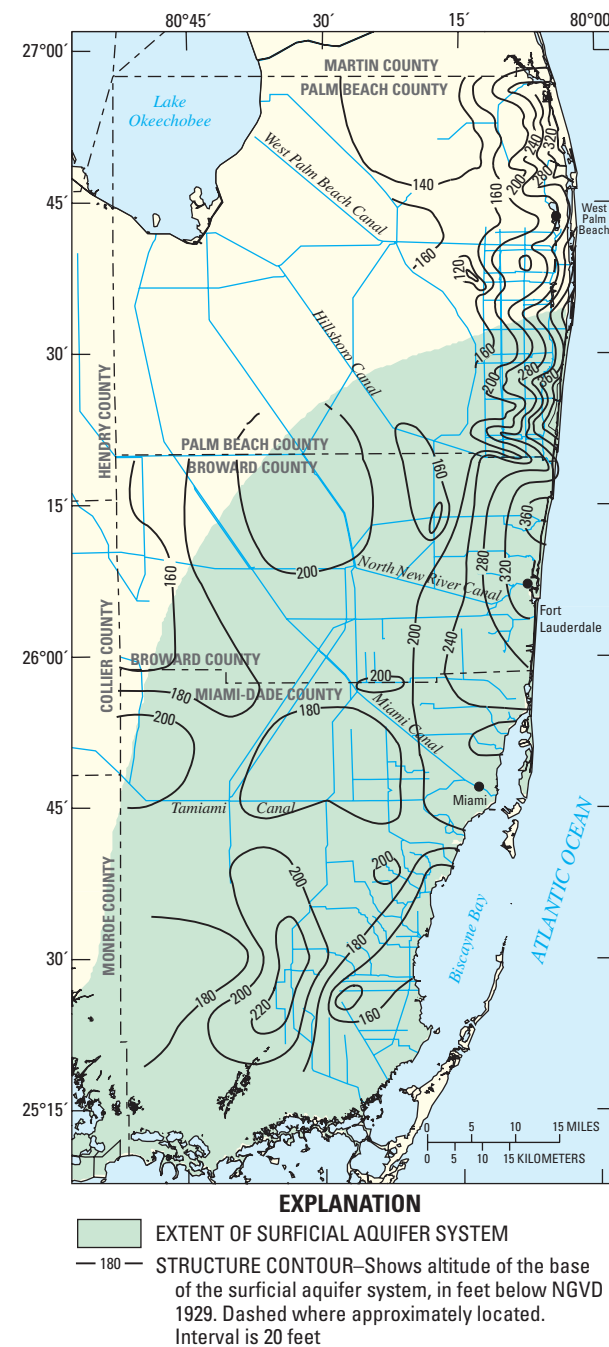 80°45´
30´
15´
80°00´
27°00´
MARTIN COUNTY
PALM BEACH COUNTY
Lake
Okeechobee
West Palm Beach Canal
240
320
200
280
160
140
45´
West
Palm
Beach
160
120
Hillsboro Canal
30´
160
200
280
360
HENDRY COUNTY
PALM BEACH COUNTY
BROWARD COUNTY
160
15´
360
280
320
160
200
North New River Canal
Fort
Lauderdale
200
240
26°00´
COLLIER COUNTY
BROWARD COUNTY
MIAMI-DADE COUNTY
200
180
200
180
Miami Canal
Miami
45´
Tamiami Canal
ATLANTIC OCEAN
200
200
MONROE COUNTY
Biscayne Bay
180
30´
180
200
220
160
25°15´
0 5 10 15 MILES
0 5 10 15 KILOMETERS
EXPLANATION
EXTENT OF SURFICIAL AQUIFER SYSTEM
180 STRUCTURE CONTOUR–Shows altitude of the base
of the surficial aquifer system, in feet below NGVD
1929. Dashed where approximately located.
Interval is 20 feet